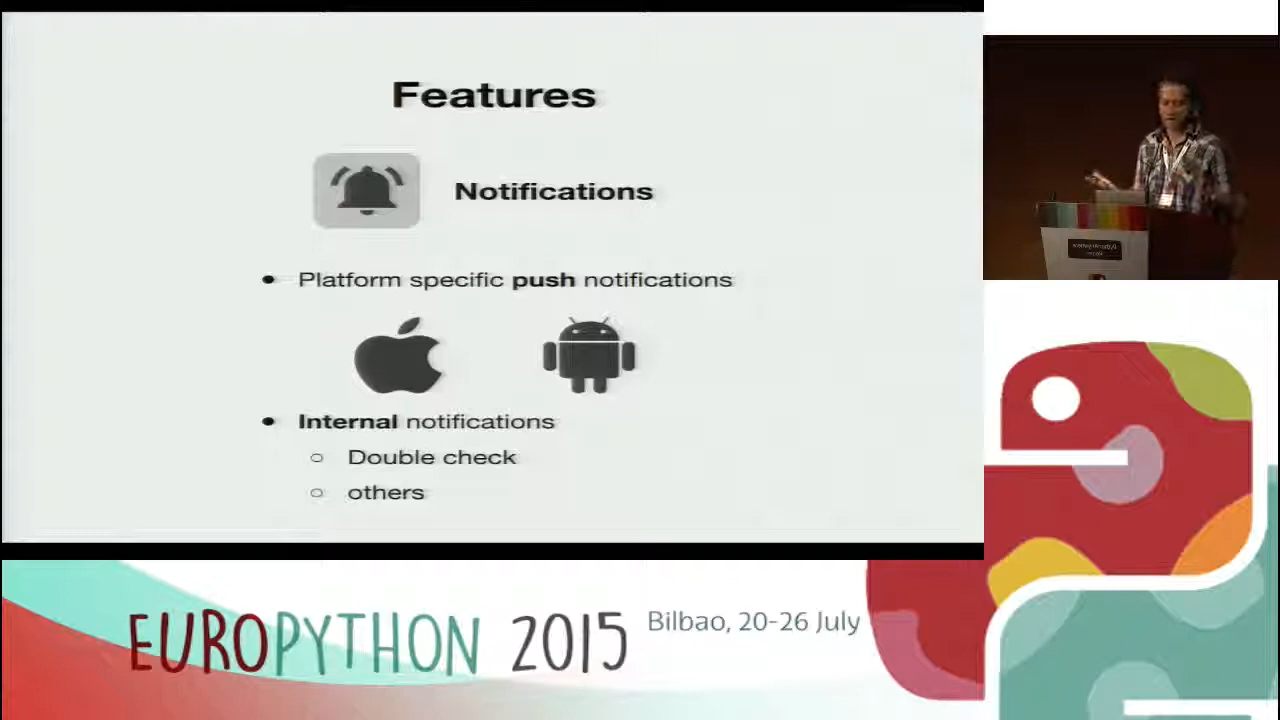 Features
Notifications
Platform specific push notifications
Internal notifications
Double check
others
EUROPYTHON 2015
Bilbao, 20-26 July